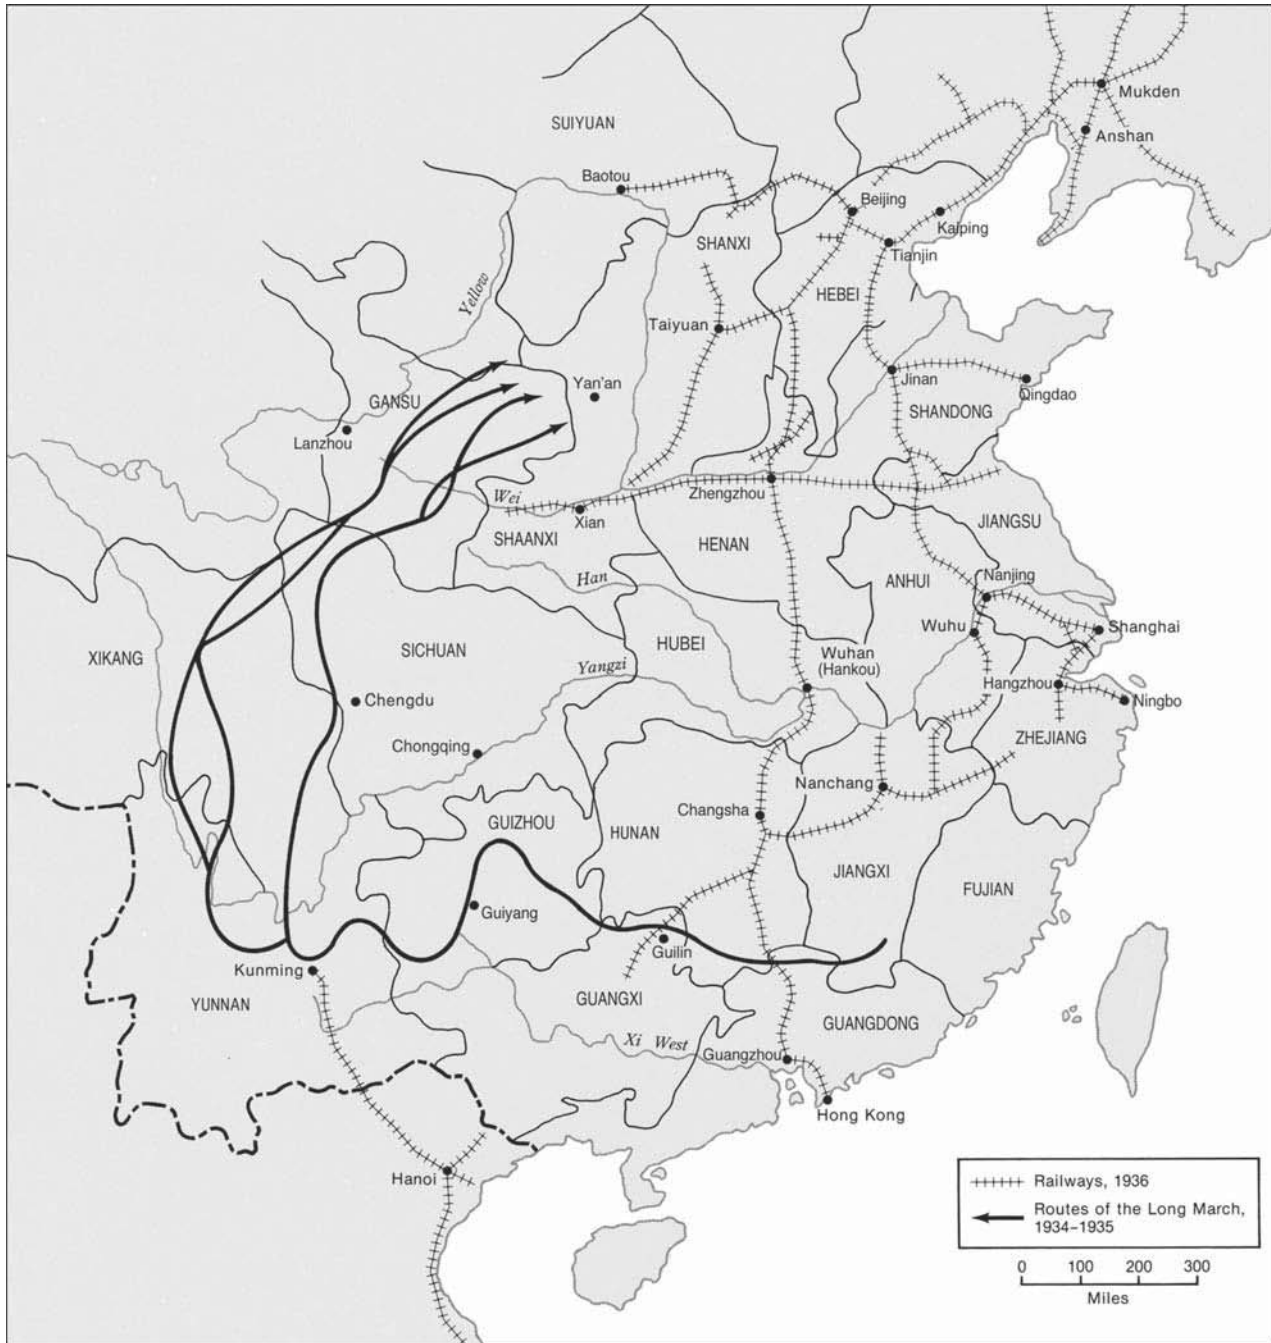 Mukden
SUIYUAN
Anshan
Baotou
Beijing
SHANXI
Kaiping
Tianjin
Yellow
HEBEI
Taiyuan
Yan'an
Jinan
GANSU
Qingdao
SHANDONG
Lanzhou
Wei
Zhengzhou
Xian
JIANGSU
SHAANXI
HENAN
Han
ANHUI
Nanjing
Wuhu
Shanghai
HUBEI
SICHUAN
XIKANG
Wuhan
(Hankou)
Yangzi
Hangzhou
Chengdu
Ningbo
ZHEJIANG
Chongqing
Nanchang
Changsha
GUIZHOU
HUNAN
JIANGXI
FUJIAN
Guiyang
Guilin
Kunming
YUNNAN
GUANGXI
GUANGDONG
Xi West
Guangzhou
Hong Kong
Hanoi
Railways, 1936
Routes of the Long March,
1934–1935
0 100 200 300
Miles